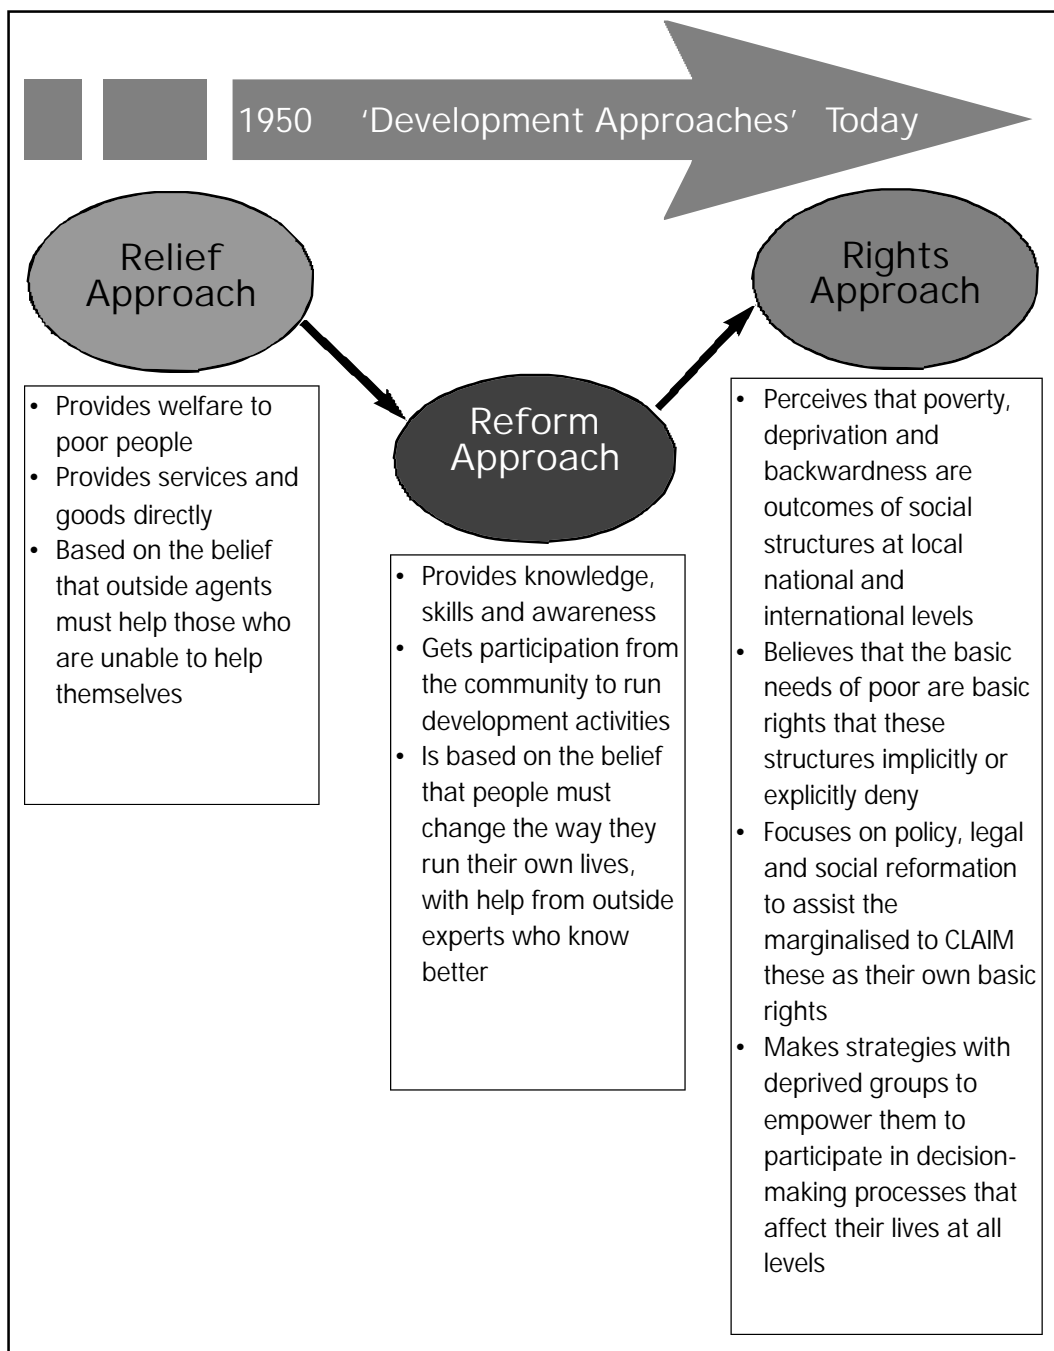 1950 'Development Approaches' Today
Relief
Approach
• Provides welfare to
poor people
• Provides services and
goods directly
• Based on the belief
that outside agents
must help those who
are unable to help
themselves
Reform
Approach
• Provides knowledge,
skills and awareness
• Gets participation from
the community to run
development activities
• Is based on the belief
that people must
change the way they
run their own lives,
with help from outside
experts who know
better
Rights
Approach
• Perceives that poverty,
deprivation and
backwardness are
outcomes of social
structures at local
national and
international levels
• Believes that the basic
needs of poor are basic
rights that these
structures implicitly or
explicitly deny
• Focuses on policy, legal
and social reformation
to assist the
marginalised to CLAIM
these as their own basic
rights
• Makes strategies with
deprived groups to
empower them to
participate in decision-
making processes that
affect their lives at all
levels